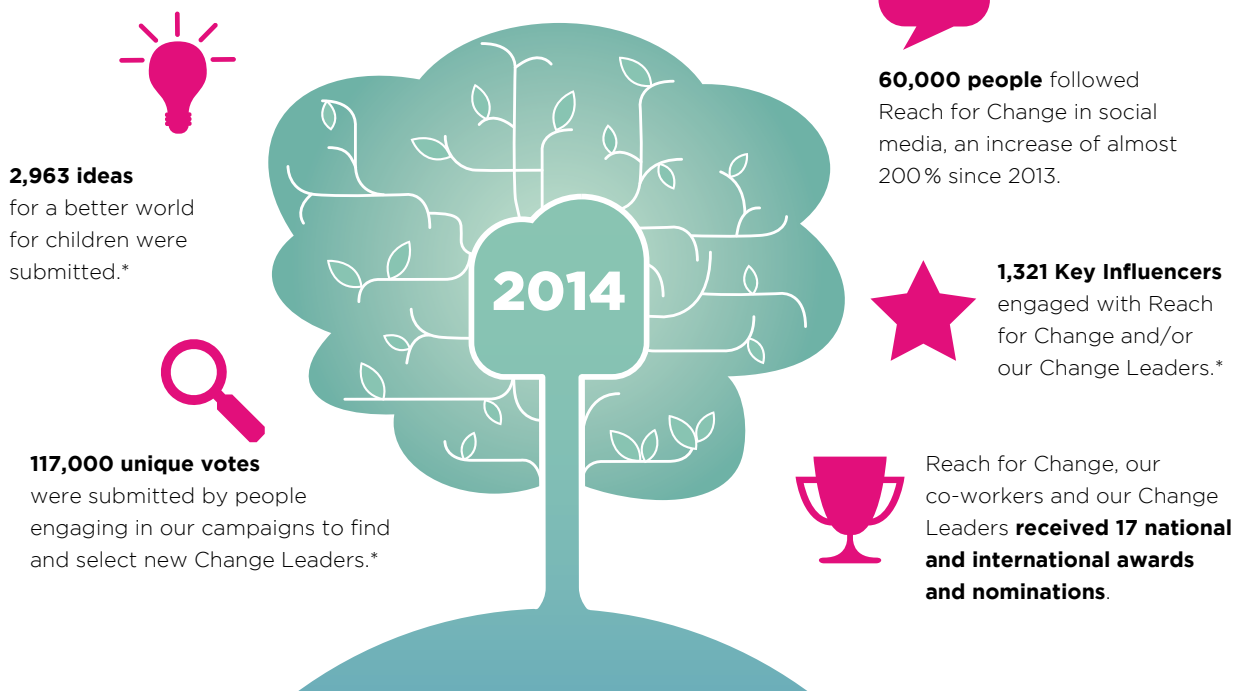 2,963 ideas
for a better world
for children were
submitted.*
117,000 unique votes
were submitted by people
engaging in our campaigns to find
and select new Change Leaders.*
2014
60,000 people followed
Reach for Change in social
media, an increase of almost
200 % since 2013.
1,321 Key Influencers
engaged with Reach
for Change and/or
our Change Leaders.*
Reach for Change, our
co-workers and our Change
Leaders received 17 national
and international awards
and nominations.